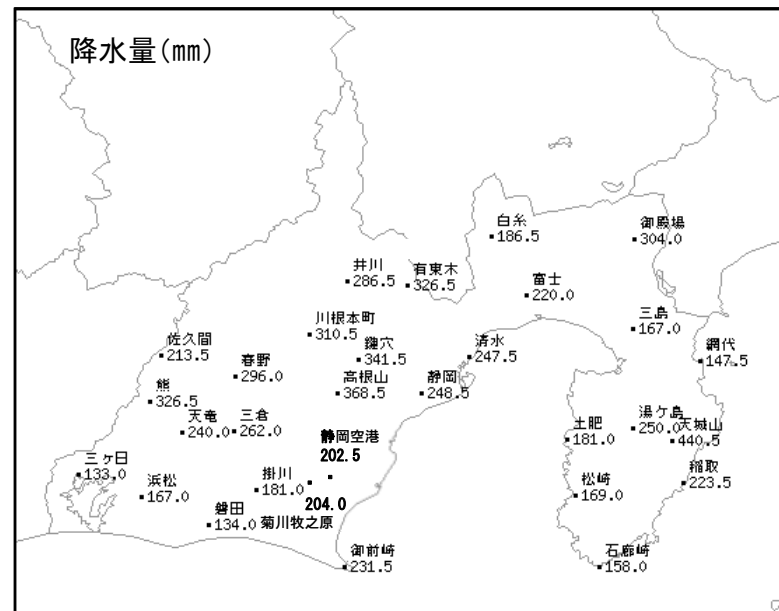 降水量(mm)
白糸
186.5
御殿場
304.0
井川
286.5
有東木
326.5
富士
220.0
川根本町
310.5
三島
167.0
佐久間
213.5
鍵穴
341.5
清水
247.5
網代
147.5
春野
296.0
熊
326.5
高根山
368.5
静岡
248.5
天竜
240.0
三倉
262.0
土肥
181.0
湯ケ島
250.0
天城山
440.5
静岡空港
202.5
三ケ日
133.0
浜松
167.0
掛川
181.0
204.0
菊川牧之原
磐田
134.0
松崎
169.0
稲取
223.5
御前崎
231.5
石廊崎
158.0